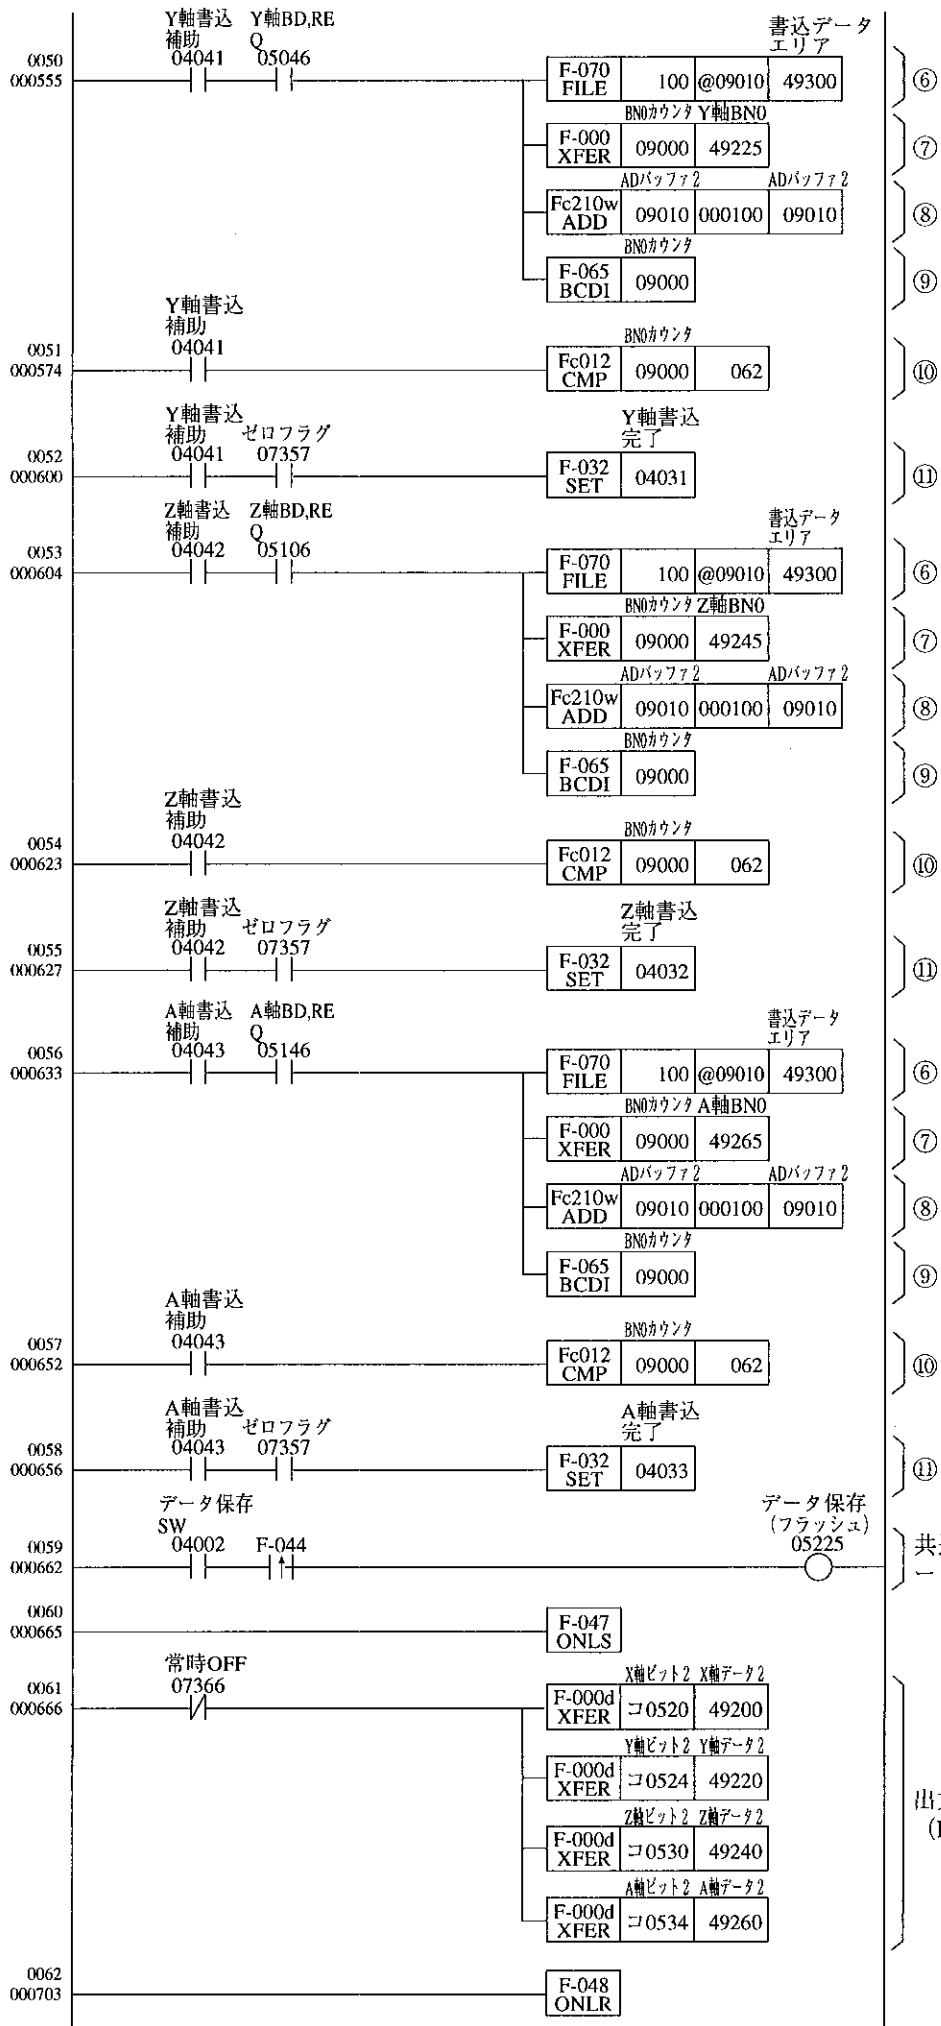 Y軸書込 Y軸BD,RE
補助 Q
04041 05046
0050
000555
書込データ
エリア
F-070 FILE 100 @09010 49300
⑥
BN0カウンタ Y軸BN0
F-000 XFER 09000 49225
⑦
ADバッファ2 ADバッファ2
Fc210w ADD 09010 000100 09010
⑧
BN0カウンタ
F-065 BCDI 09000
⑨
Y軸書込
補助
04041
0051
000574
BN0カウンタ
Fc012 CMP 09000 062
⑩
Y軸書込
補助 ゼロフラグ
04041 07357
0052
000600
Y軸書込
完了
F-032 SET 04031
⑪
Z軸書込 Z軸BD,RE
補助 Q
04042 05106
0053
000604
書込データ
エリア
F-070 FILE 100 @09010 49300
⑥
BN0カウンタ Z軸BN0
F-000 XFER 09000 49245
⑦
ADバッファ2 ADバッファ2
Fc210w ADD 09010 000100 09010
⑧
BN0カウンタ
F-065 BCDI 09000
⑨
Z軸書込
補助
04042
0054
000623
BN0カウンタ
Fc012 CMP 09000 062
⑩
Z軸書込
補助 ゼロフラグ
04042 07357
0055
000627
Z軸書込
完了
F-032 SET 04032
⑪
A軸書込 A軸BD,RE
補助 Q
04043 05146
0056
000633
書込データ
エリア
F-070 FILE 100 @09010 49300
⑥
BN0カウンタ A軸BN0
F-000 XFER 09000 49265
⑦
ADバッファ2 ADバッファ2
Fc210w ADD 09010 000100 09010
⑧
BN0カウンタ
F-065 BCDI 09000
⑨
A軸書込
補助
04043
0057
000652
BN0カウンタ
Fc012 CMP 09000 062
⑩
A軸書込
補助 ゼロフラグ
04043 07357
0058
000656
A軸書込
完了
F-032 SET 04033
⑪
データ保存
SW
04002 F-044
0059
000662
データ保存
(フラッシュ)
05225
0060
000665
F-047 ONLS
常時OFF
07366
0061
000666
X軸ビット2 X軸データ2
F-000d XFER コ0520 49200
Y軸ビット2 Y軸データ2
F-000d XFER コ0524 49220
Z軸ビット2 Z軸データ2
F-000d XFER コ0530 49240
A軸ビット2 A軸データ2
F-000d XFER コ0534 49260
0062
000703
F-048 ONLR